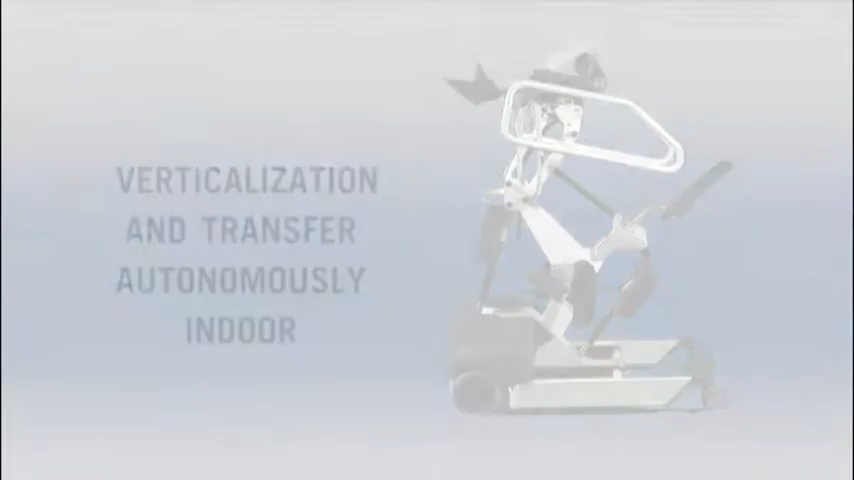 VERTICALIZATION
AND TRANSFER
AUTONOMOUSLY
INDOOR